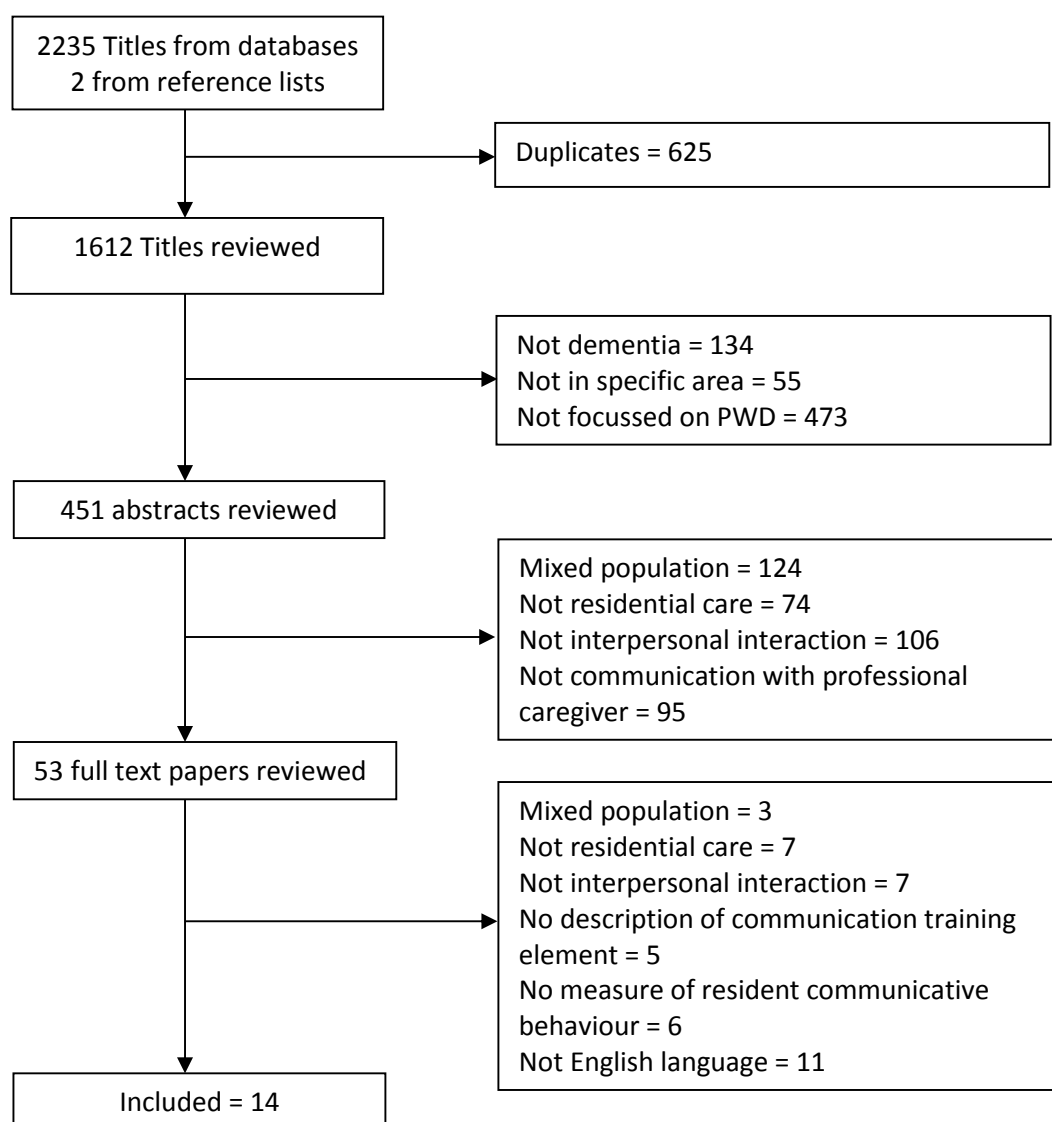 2235 Titles from databases
2 from reference lists
Duplicates = 625
1612 Titles reviewed
Not dementia = 134
Not in specific area = 55
Not focussed on PWD = 473
451 abstracts reviewed
Mixed population = 124
Not residential care = 74
Not interpersonal interaction = 106
Not communication with professional
caregiver = 95
53 full text papers reviewed
Mixed population = 3
Not residential care = 7
Not interpersonal interaction = 7
No description of communication training
element = 5
No measure of resident communicative
behaviour = 6
Not English language = 11
Included = 14